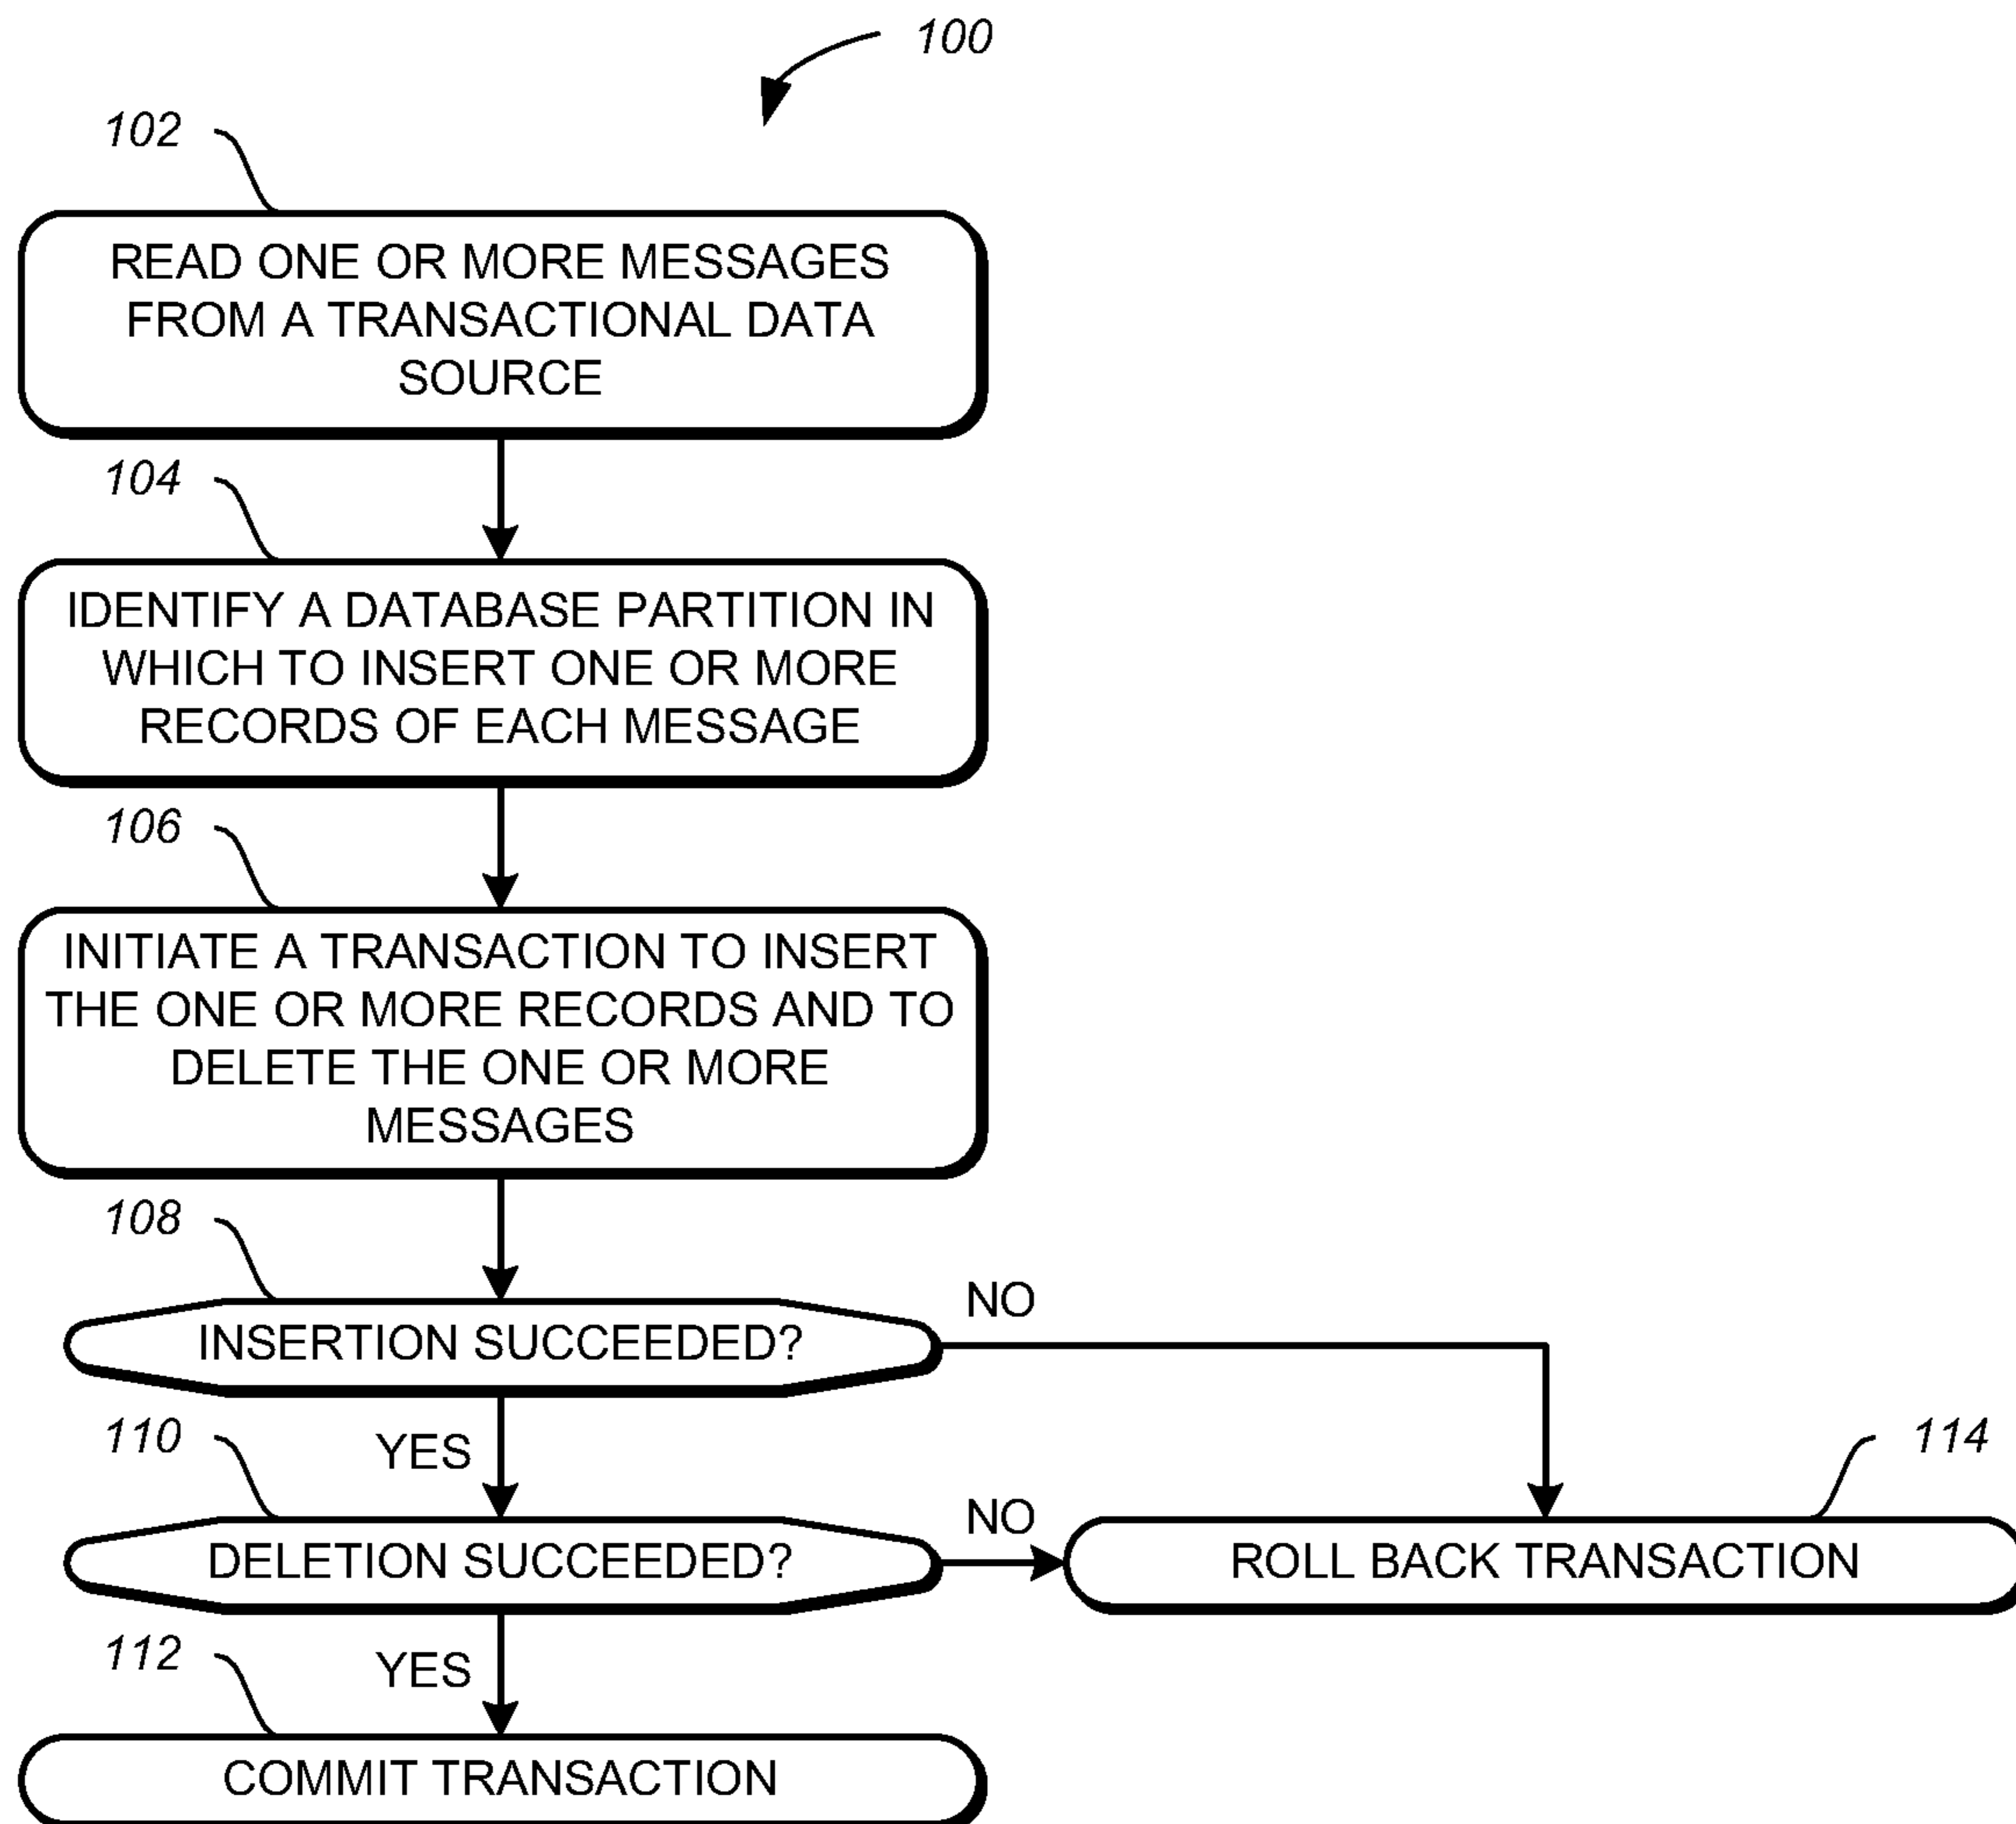 100
102
READ ONE OR MORE MESSAGES
FROM A TRANSACTIONAL DATA
SOURCE
104
IDENTIFY A DATABASE PARTITION IN
WHICH TO INSERT ONE OR MORE
RECORDS OF EACH MESSAGE
106
INITIATE A TRANSACTION TO INSERT
THE ONE OR MORE RECORDS AND TO
DELETE THE ONE OR MORE
MESSAGES
108
INSERTION SUCCEEDED?
NO
YES
110
DELETION SUCCEEDED?
NO
114
ROLL BACK TRANSACTION
YES
112
COMMIT TRANSACTION